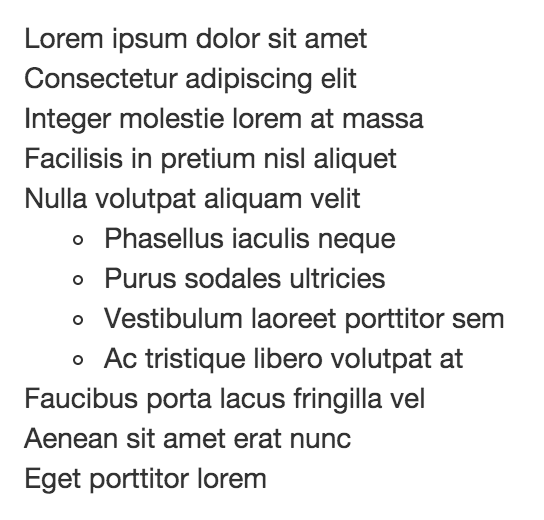 Lorem ipsum dolor sit amet
Consectetur adipiscing elit
Integer molestie lorem at massa
Facilisis in pretium nisl aliquet
Nulla volutpat aliquam velit
◦ Phasellus iaculis neque
◦ Purus sodales ultricies
◦ Vestibulum laoreet porttitor sem
◦ Ac tristique libero volutpat at
Faucibus porta lacus fringilla vel
Aenean sit amet erat nunc
Eget porttitor lorem